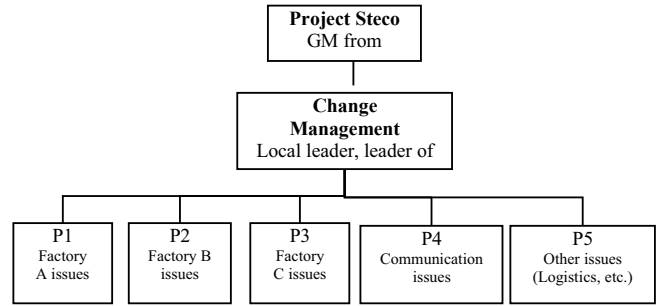 Project Steco
GM from
Change
Management
Local leader, leader of
P1
Factory
A issues
P2
Factory B
issues
P3
Factory
C issues
P4
Communication
issues
P5
Other issues
(Logistics, etc.)